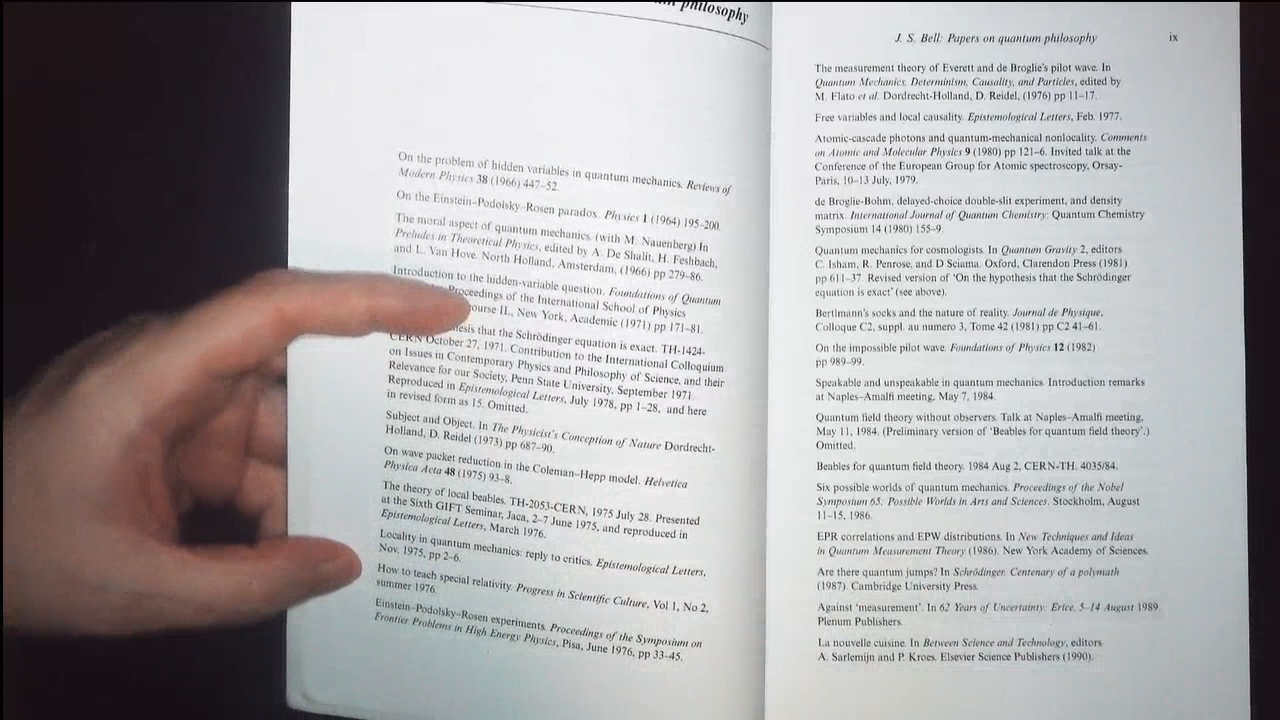 philosophy
On the problem of hidden variables in quantum mechanics. Reviews of
Modern Physics 38 (1966) 447–52.
On the Einstein–Podolsky–Rosen paradox. Physics 1 (1964) 195–200.
The moral aspect of quantum mechanics. (with M. Nauenberg) In
Preludes in Theoretical Physics, edited by A. De Shalit, H. Feshbach,
and L. Van Hove. North Holland, Amsterdam, (1966) pp 279–86.
Introduction to the hidden-variable question. Foundations of Quantum
Proceedings of the International School of Physics
course IL, New York, Academic (1971) pp 171–81.
that the Schrödinger equation is exact. TH-1424-
CERN October 27, 1971. Contribution to the International Colloquium
on Issues in Contemporary Physics and Philosophy of Science, and their
Relevance for our Society, Penn State University, September 1971.
Reproduced in Epistemological Letters, July 1978, pp 1–28, and here
in revised form as 15. Omitted.
Subject and Object. In The Physicist's Conception of Nature Dordrecht-
Holland, D. Reidel (1973) pp 687–90.
On wave packet reduction in the Coleman–Hepp model. Helvetica
Physica Acta 48 (1975) 93–8.
The theory of local beables. TH-2053-CERN, 1975 July 28. Presented
at the Sixth GIFT Seminar, Jaca, 2–7 June 1975, and reproduced in
Epistemological Letters, March 1976.
Locality in quantum mechanics: reply to critics. Epistemological Letters,
Nov. 1975, pp 2–6.
How to teach special relativity. Progress in Scientific Culture, Vol 1, No 2,
summer 1976.
Einstein–Podolsky–Rosen experiments. Proceedings of the Symposium on
Frontier Problems in High Energy Physics, Pisa, June 1976, pp 33–45.
J. S. Bell: Papers on quantum philosophy ix
The measurement theory of Everett and de Broglie's pilot wave. In
Quantum Mechanics, Determinism, Causality, and Particles, edited by
M. Flato et al. Dordrecht-Holland, D. Reidel, (1976) pp 11–17.
Free variables and local causality. Epistemological Letters, Feb. 1977.
Atomic-cascade photons and quantum-mechanical nonlocality. Comments
on Atomic and Molecular Physics 9 (1980) pp 121–6. Invited talk at the
Conference of the European Group for Atomic spectroscopy, Orsay-
Paris, 10–13 July, 1979.
de Broglie-Bohm, delayed-choice double-slit experiment, and density
matrix. International Journal of Quantum Chemistry: Quantum Chemistry
Symposium 14 (1980) 155–9.
Quantum mechanics for cosmologists. In Quantum Gravity 2, editors
C. Isham, R. Penrose, and D Sciama. Oxford, Clarendon Press (1981)
pp 611–37. Revised version of 'On the hypothesis that the Schrödinger
equation is exact' (see above).
Bertlmann's socks and the nature of reality. Journal de Physique,
Colloque C2, suppl. au numero 3, Tome 42 (1981) pp C2 41–61.
On the impossible pilot wave. Foundations of Physics 12 (1982)
pp 989–99.
Speakable and unspeakable in quantum mechanics. Introduction remarks
at Naples–Amalfi meeting, May 7, 1984.
Quantum field theory without observers. Talk at Naples–Amalfi meeting,
May 11, 1984. (Preliminary version of 'Beables for quantum field theory'.)
Omitted.
Beables for quantum field theory. 1984 Aug 2, CERN-TH. 4035/84.
Six possible worlds of quantum mechanics. Proceedings of the Nobel
Symposium 65: Possible Worlds in Arts and Sciences. Stockholm, August
11–15, 1986.
EPR correlations and EPW distributions. In New Techniques and Ideas
in Quantum Measurement Theory (1986). New York Academy of Sciences.
Are there quantum jumps? In Schrödinger. Centenary of a polymath
(1987). Cambridge University Press.
Against 'measurement'. In 62 Years of Uncertainty: Erice, 5–14 August 1989.
Plenum Publishers.
La nouvelle cuisine. In Between Science and Technology, editors
A. Sarlemijn and P. Kroes. Elsevier Science Publishers (1990).